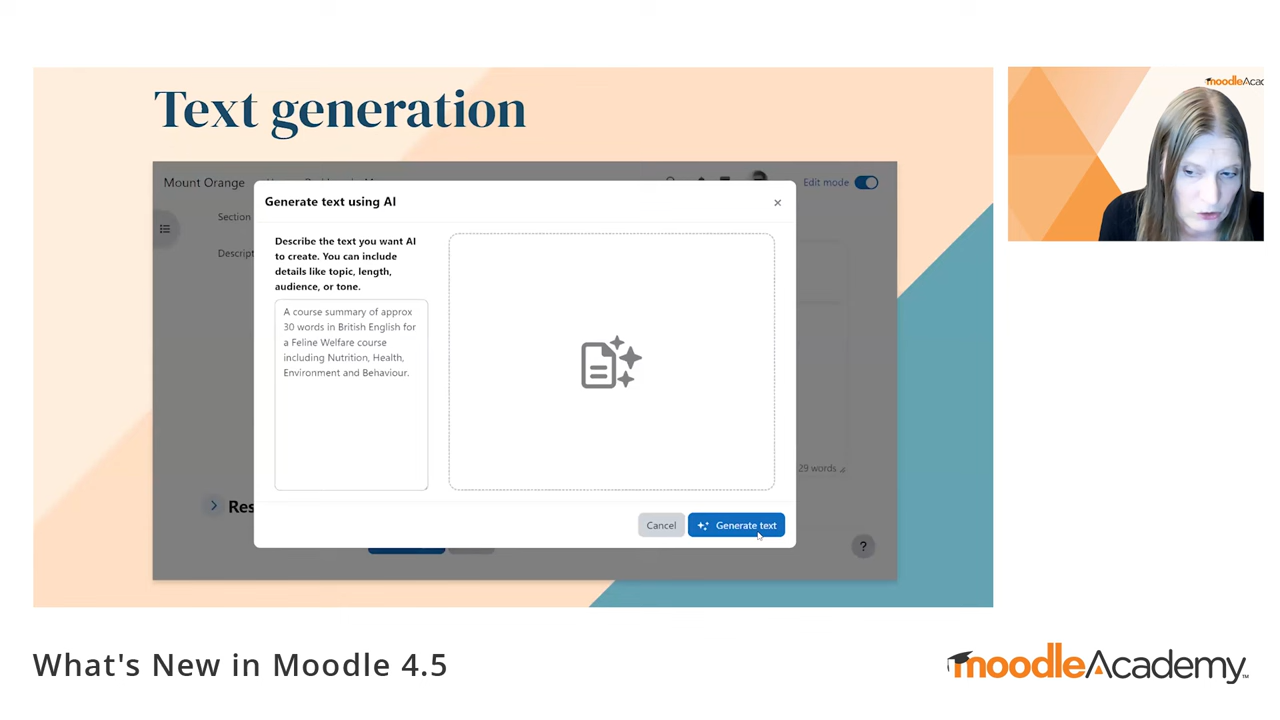 Text generation
moodleAcad
Mount Orange
Edit mode
Generate text using AI
×
Section
Descript
Describe the text you want AI
to create. You can include
details like topic, length,
audience, or tone.
A course summary of approx
30 words in British English for
a Feline Welfare course
including Nutrition, Health,
Environment and Behaviour.
29 words
Res
Cancel
Generate text
?
What's New in Moodle 4.5
moodleAcademy™